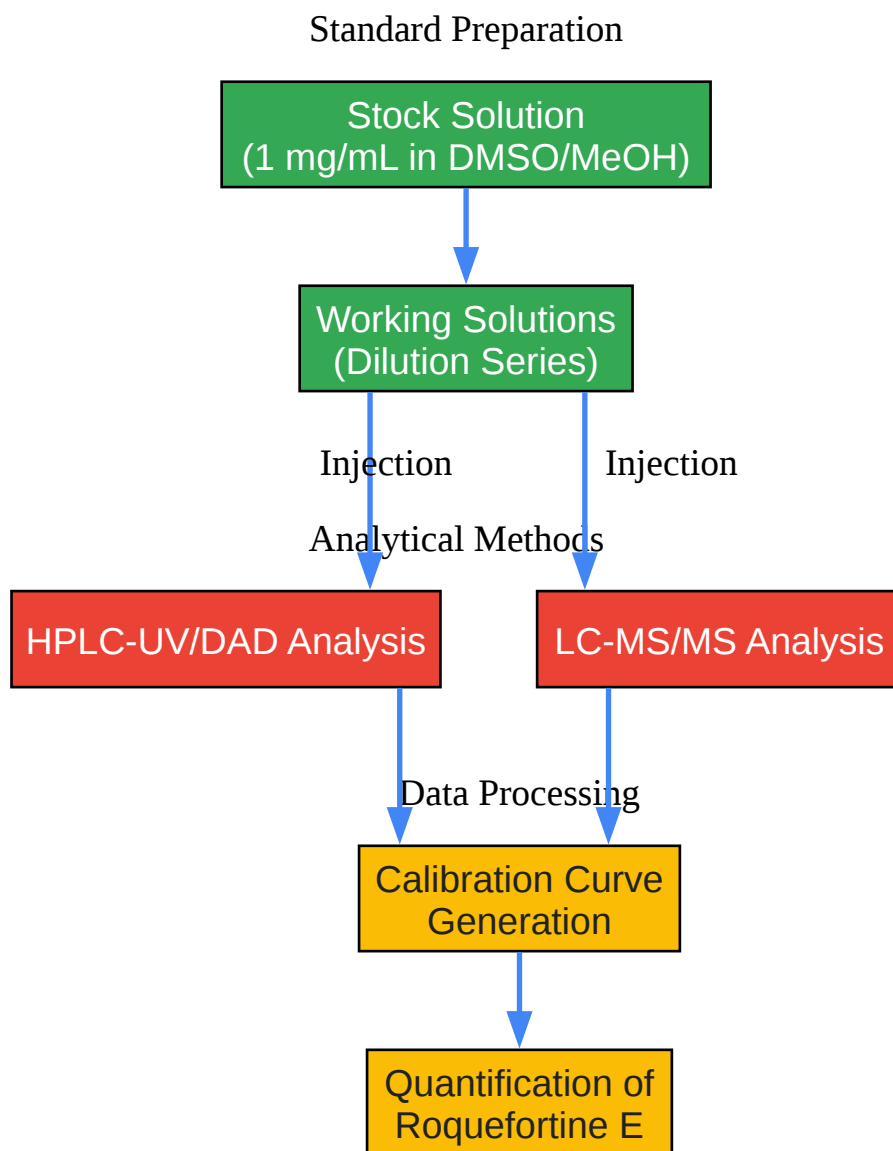 Standard Preparation
Stock Solution
(1 mg/mL in DMSO/MeOH)
Working Solutions
(Dilution Series)
Injection
Injection
Analytical Methods
HPLC-UV/DAD Analysis
LC-MS/MS Analysis
Data Processing
Calibration Curve
Generation
Quantification of
Roquefortine E